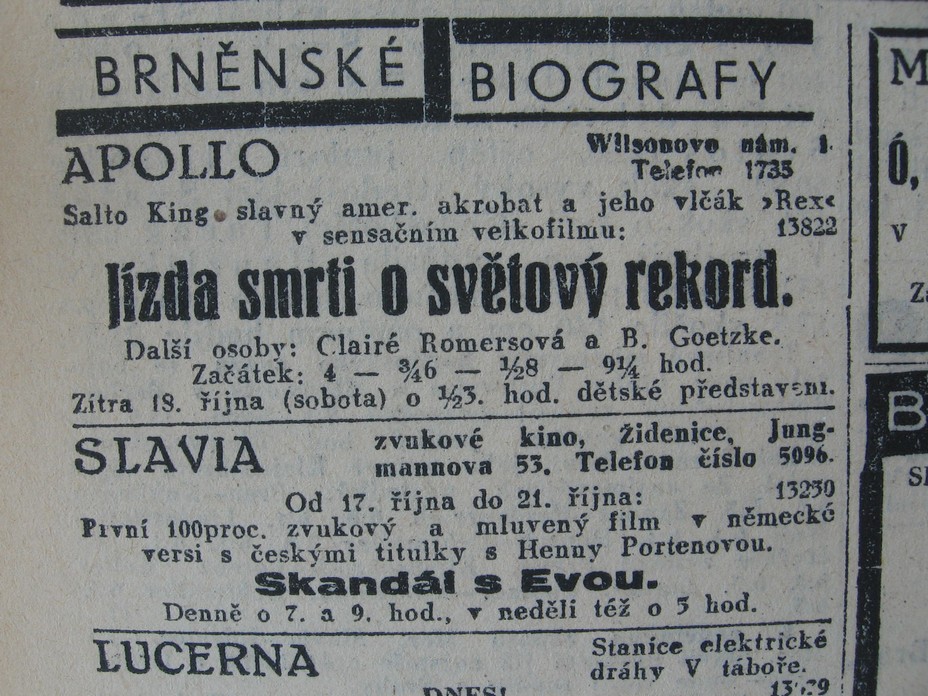 BRNĚNSKÉ BIOGRAFY
APOLLO
Wilsonovo nám. 1.
Telefon 1735
Salto King slavný amer. akrobat a jeho vlčák ›Rex‹
v sensačním velkofilmu: 13822
Jízda smrti o světový rekord.
Další osoby: Clairé Romersová a B. Goetzke.
Začátek: 4 — ¾6 — ½8 — 9¼ hod.
Zítra 18. října (sobota) o ½3. hod. dětské představení.
SLAVIA
zvukové kino, Židenice, Jung-
mannova 53. Telefon číslo 5096.
Od 17. října do 21. října: 13250
První 100proc. zvukový a mluvený film v německé
versi s českými titulky s Henny Portenovou.
Skandál s Evou.
Denně o 7. a 9. hod., v neděli též o 5 hod.
LUCERNA
Stanice elektrické
dráhy V táboře.
DNES!
M
Ó,
V
Z
B